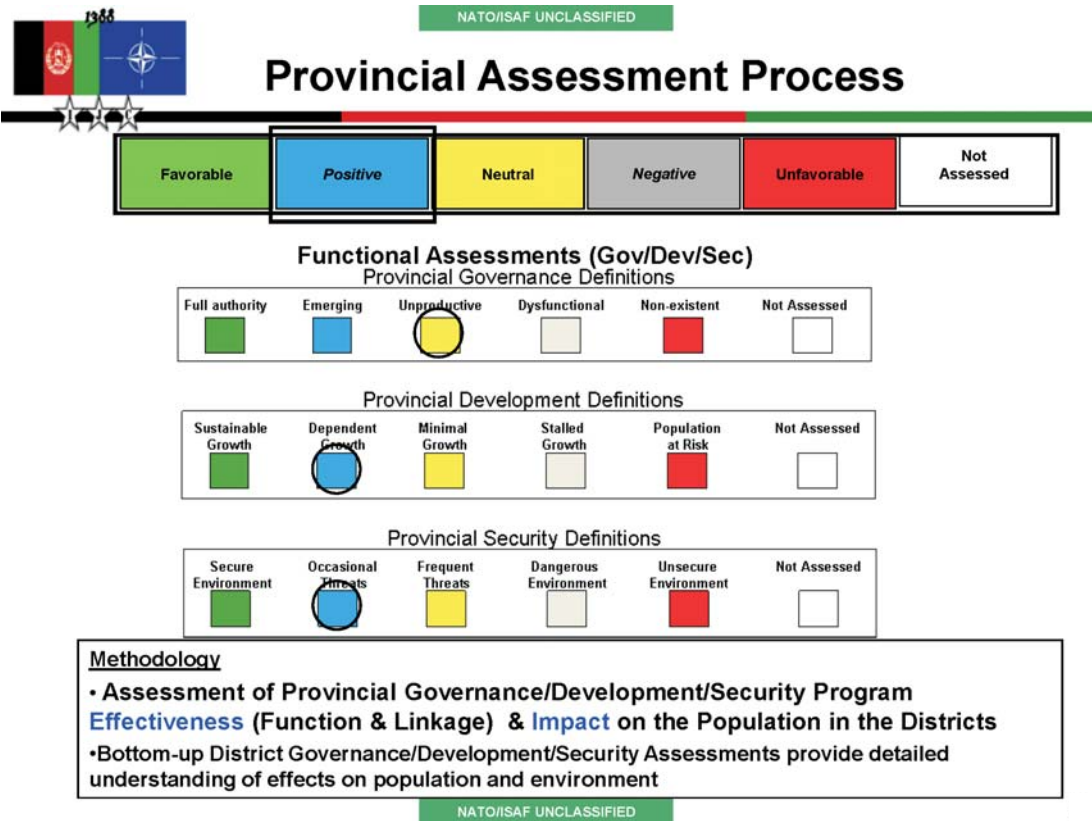 NATO/ISAF UNCLASSIFIED
1388
I J C
Provincial Assessment Process
Favorable
Positive
Neutral
Negative
Unfavorable
Not
Assessed
Functional Assessments (Gov/Dev/Sec)
Provincial Governance Definitions
Full authority
Emerging
Unproductive
Dysfunctional
Non-existent
Not Assessed
Provincial Development Definitions
Sustainable
Growth
Dependent
Growth
Minimal
Growth
Stalled
Growth
Population
at Risk
Not Assessed
Provincial Security Definitions
Secure
Environment
Occasional
Threats
Frequent
Threats
Dangerous
Environment
Unsecure
Environment
Not Assessed
Methodology
• Assessment of Provincial Governance/Development/Security Program
Effectiveness (Function & Linkage) & Impact on the Population in the Districts
•Bottom-up District Governance/Development/Security Assessments provide detailed
understanding of effects on population and environment
NATO/ISAF UNCLASSIFIED